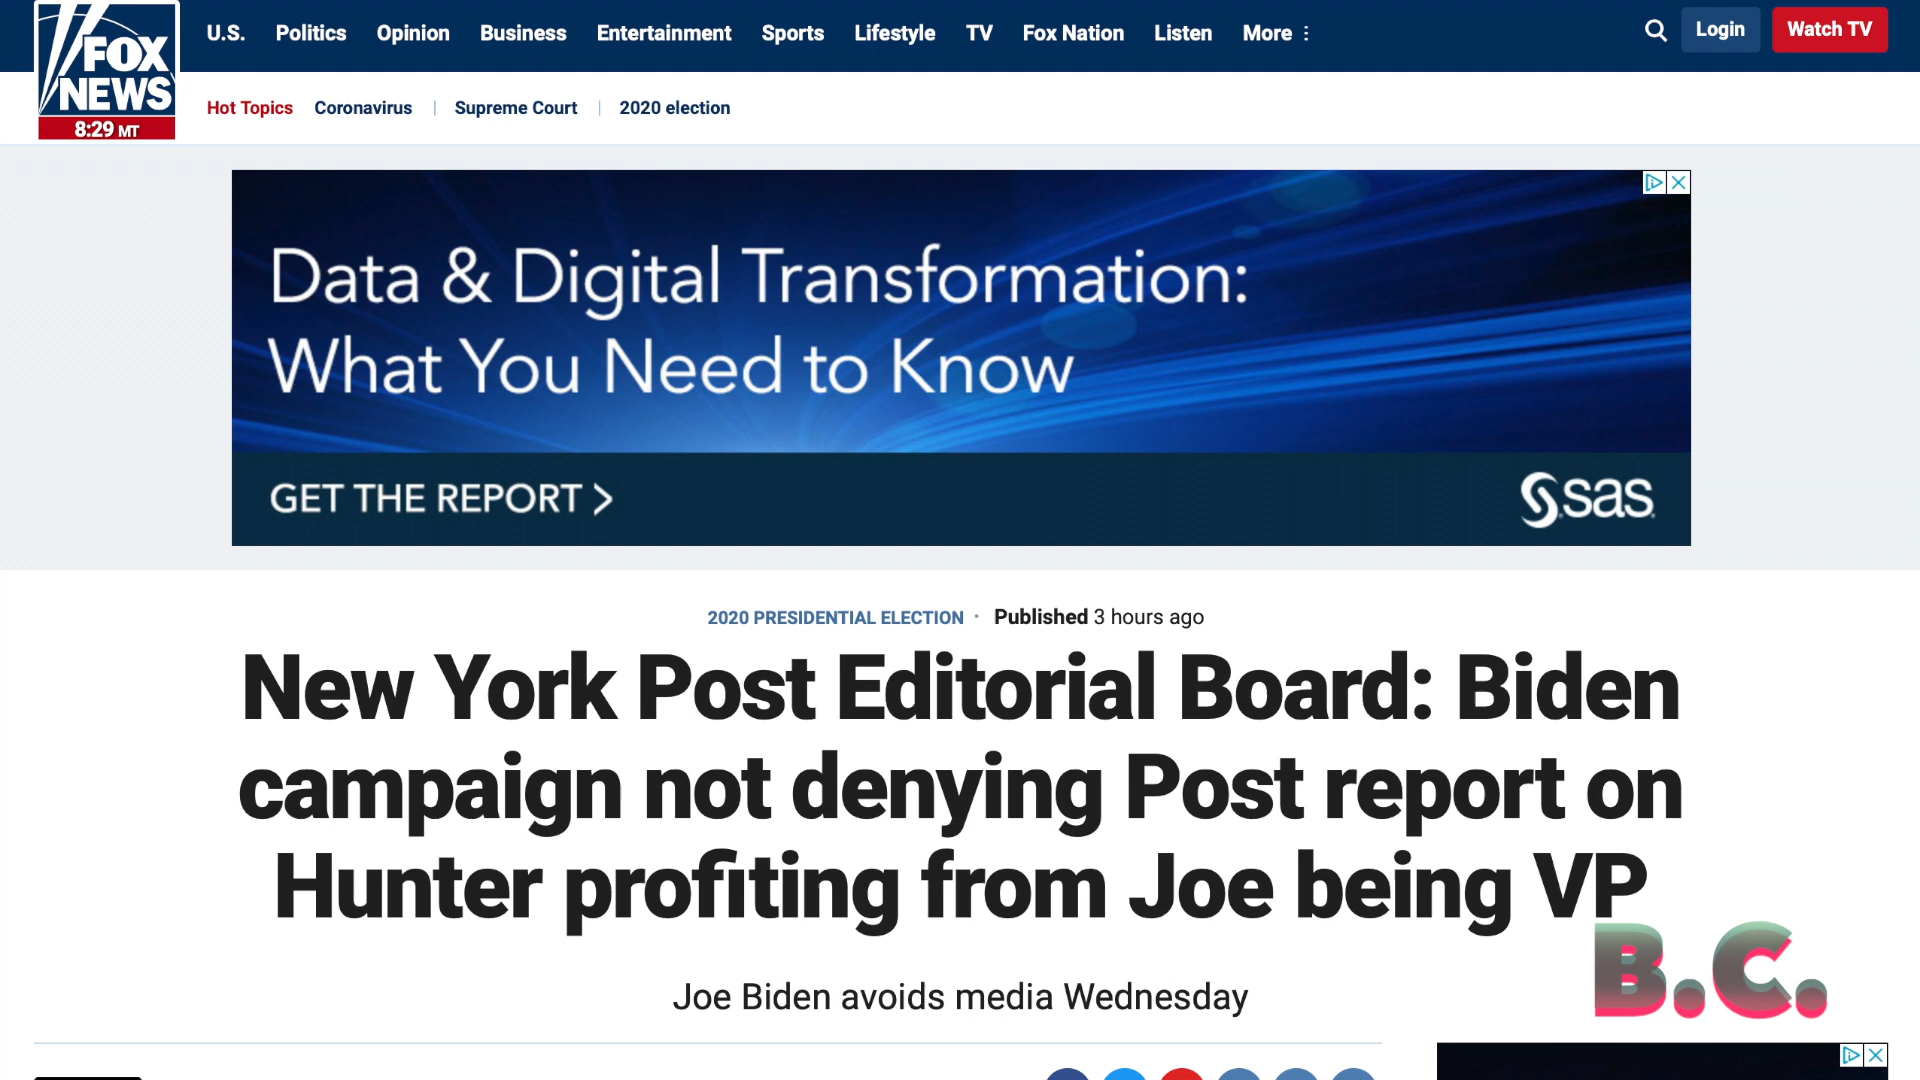 FOX
NEWS
8:29 MT
U.S. Politics Opinion Business Entertainment Sports Lifestyle TV Fox Nation Listen More
Login
Watch TV
Hot Topics Coronavirus | Supreme Court | 2020 election
Data & Digital Transformation:
What You Need to Know
GET THE REPORT >
sas
2020 PRESIDENTIAL ELECTION · Published 3 hours ago
New York Post Editorial Board: Biden
campaign not denying Post report on
Hunter profiting from Joe being VP
B.C.
Joe Biden avoids media Wednesday